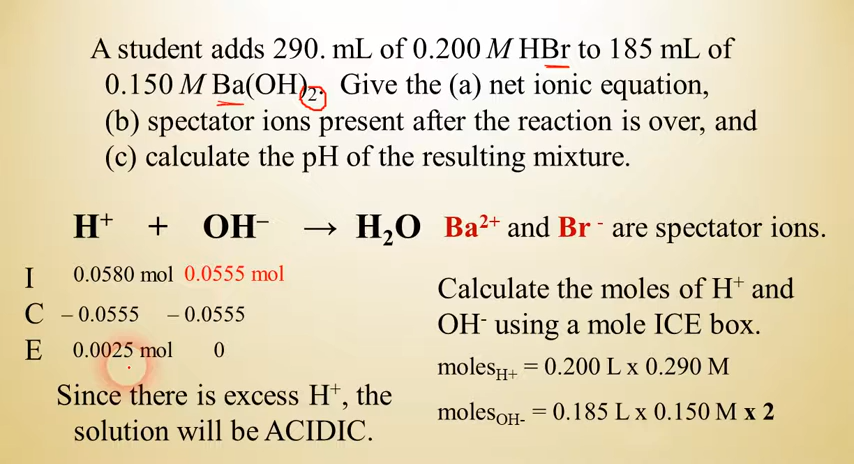 A student adds 290. mL of 0.200 M HBr to 185 mL of
0.150 M Ba(OH)₂. Give the (a) net ionic equation,
(b) spectator ions present after the reaction is over, and
(c) calculate the pH of the resulting mixture.
H⁺ + OH⁻ → H₂O Ba²⁺ and Br ⁻ are spectator ions.
I 0.0580 mol 0.0555 mol
C – 0.0555 – 0.0555
E 0.0025 mol 0
Since there is excess H⁺, the
solution will be ACIDIC.
Calculate the moles of H⁺ and
OH⁻ using a mole ICE box.
moles_H+ = 0.200 L x 0.290 M
moles_OH- = 0.185 L x 0.150 M x 2